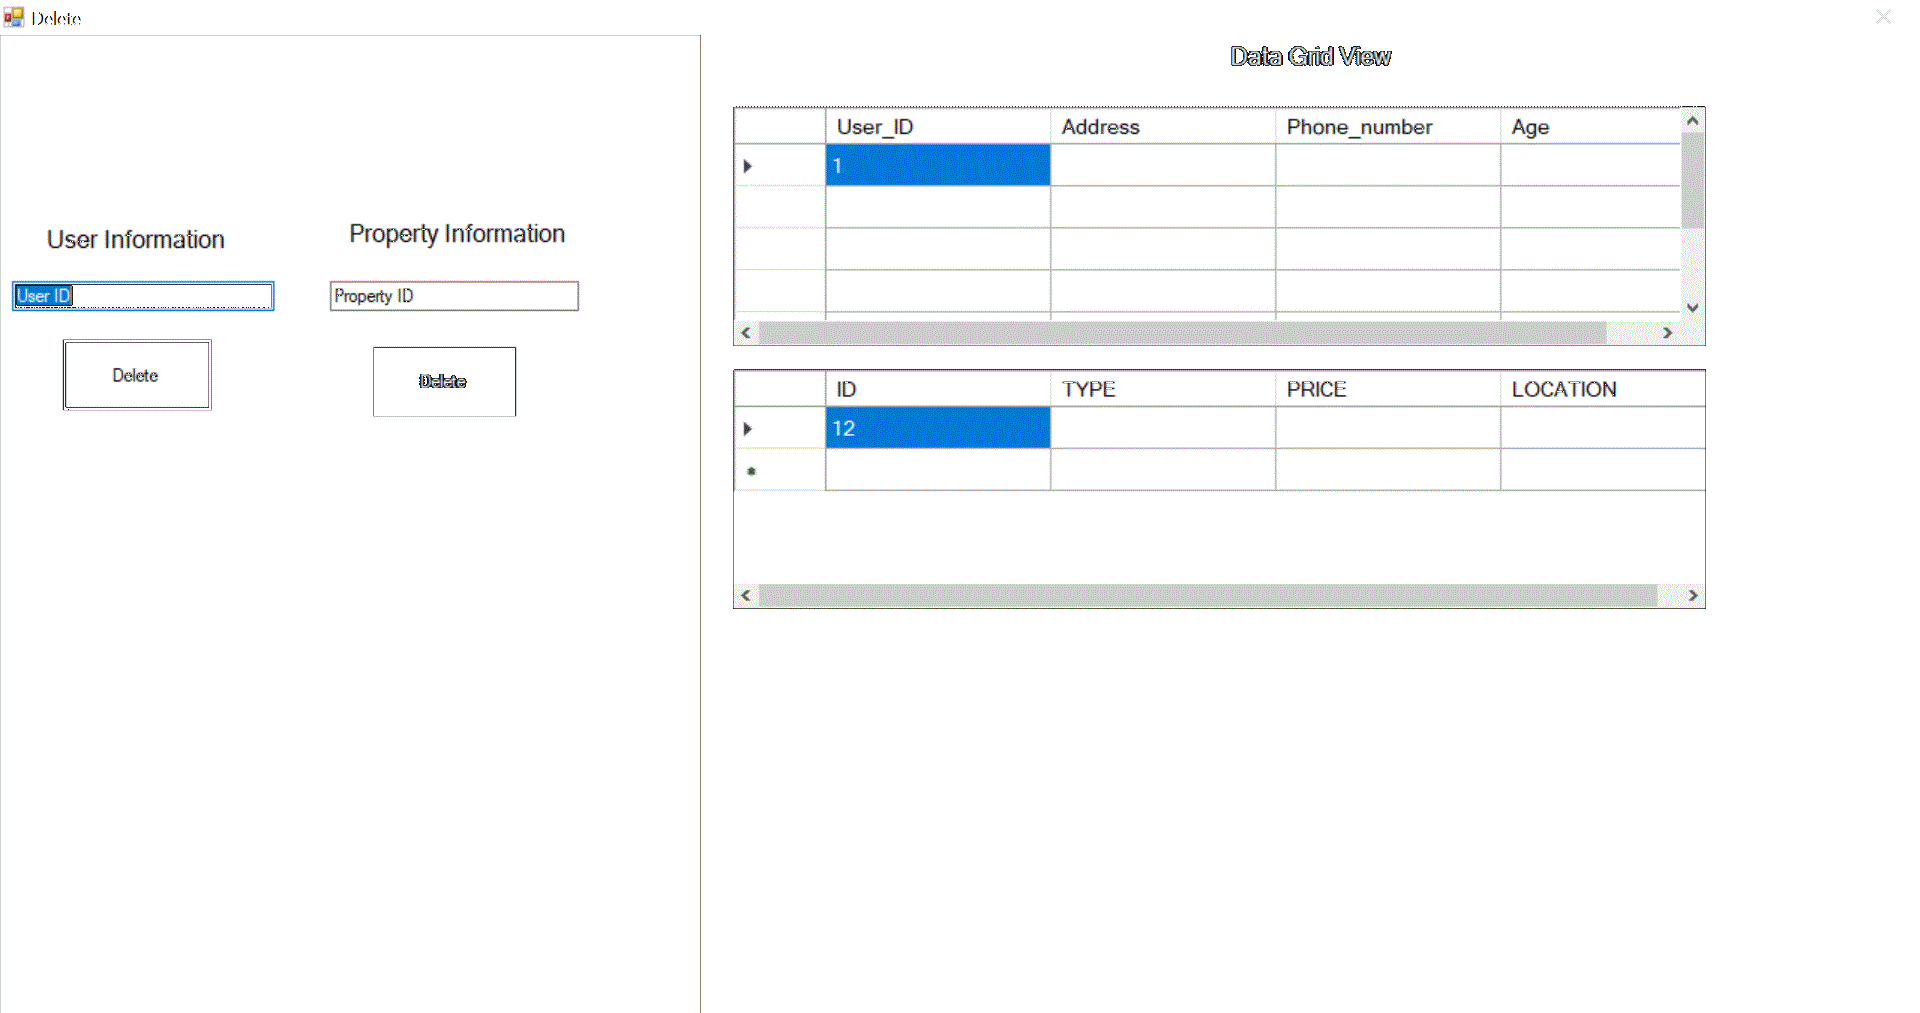 Delete
User Information
Property Information
User ID
Property ID
Delete
Delete
Data Grid View
User_ID Address Phone_number Age
1
ID TYPE PRICE LOCATION
12